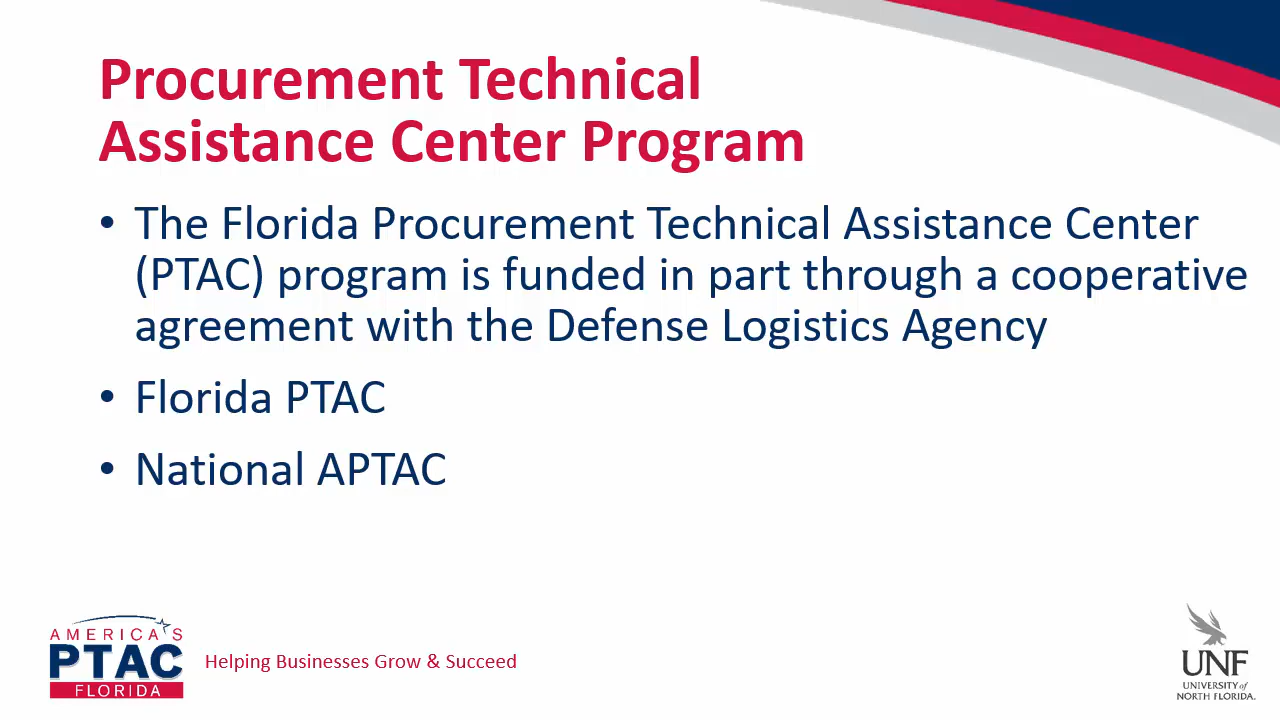 Procurement Technical
Assistance Center Program
• The Florida Procurement Technical Assistance Center
(PTAC) program is funded in part through a cooperative
agreement with the Defense Logistics Agency
• Florida PTAC
• National APTAC
AMERICA'S
PTAC
FLORIDA
Helping Businesses Grow & Succeed
UNF
UNIVERSITY of
NORTH FLORIDA.